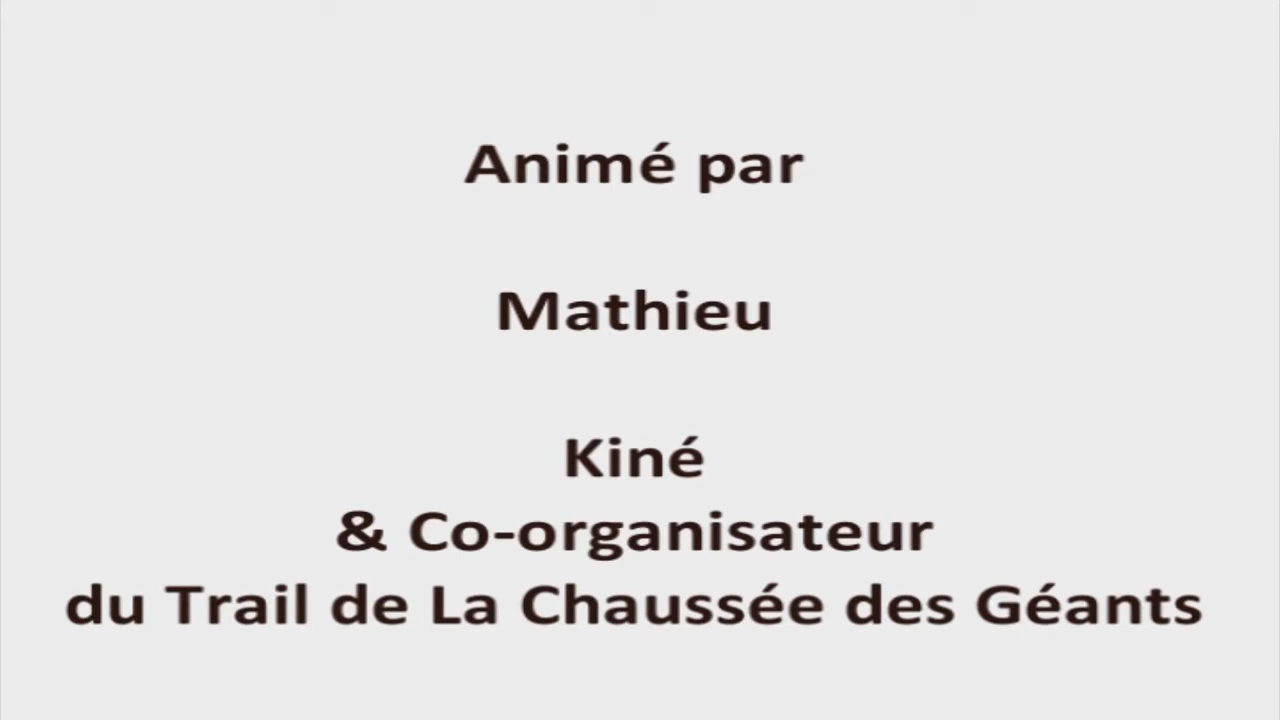 Animé par
Mathieu
Kiné
& Co-organisateur
du Trail de La Chaussée des Géants